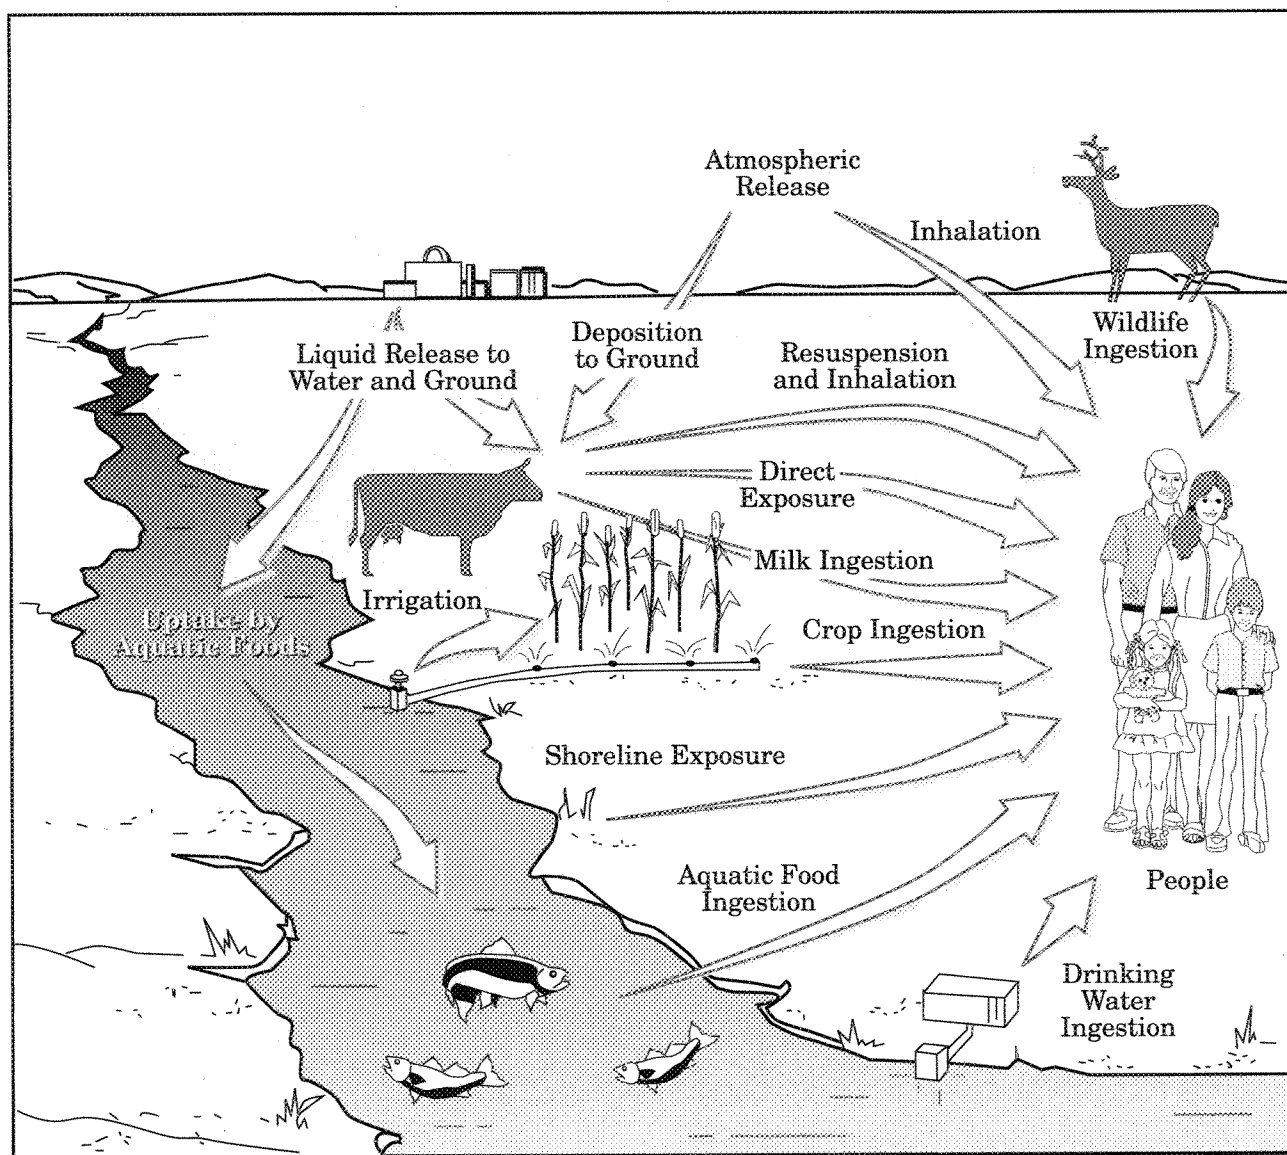 Atmospheric
Release
Inhalation
Wildlife
Ingestion
Liquid Release to
Water and Ground
Deposition
to Ground
Resuspension
and Inhalation
Direct
Exposure
Milk Ingestion
Irrigation
Crop Ingestion
Uptake by
Aquatic Foods
Shoreline Exposure
Aquatic Food
Ingestion
People
Drinking
Water
Ingestion